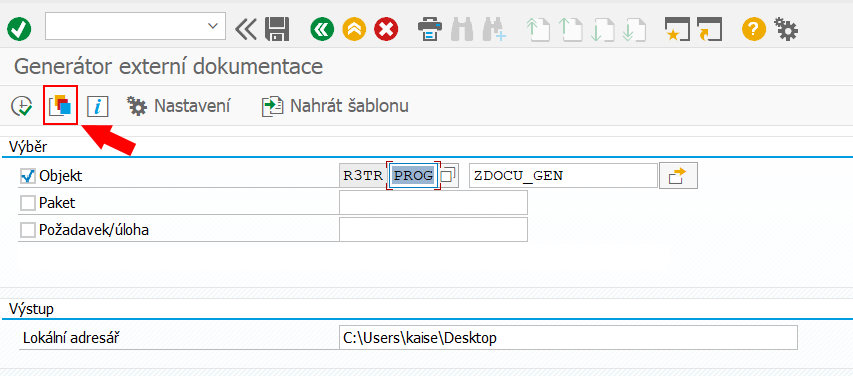 Generátor externí dokumentace
i Nastavení Nahrát šablonu
Výběr
Objekt R3TR PROG ZDOCU_GEN
Paket
Požadavek/úloha
Výstup
Lokální adresář C:\Users\kaise\Desktop